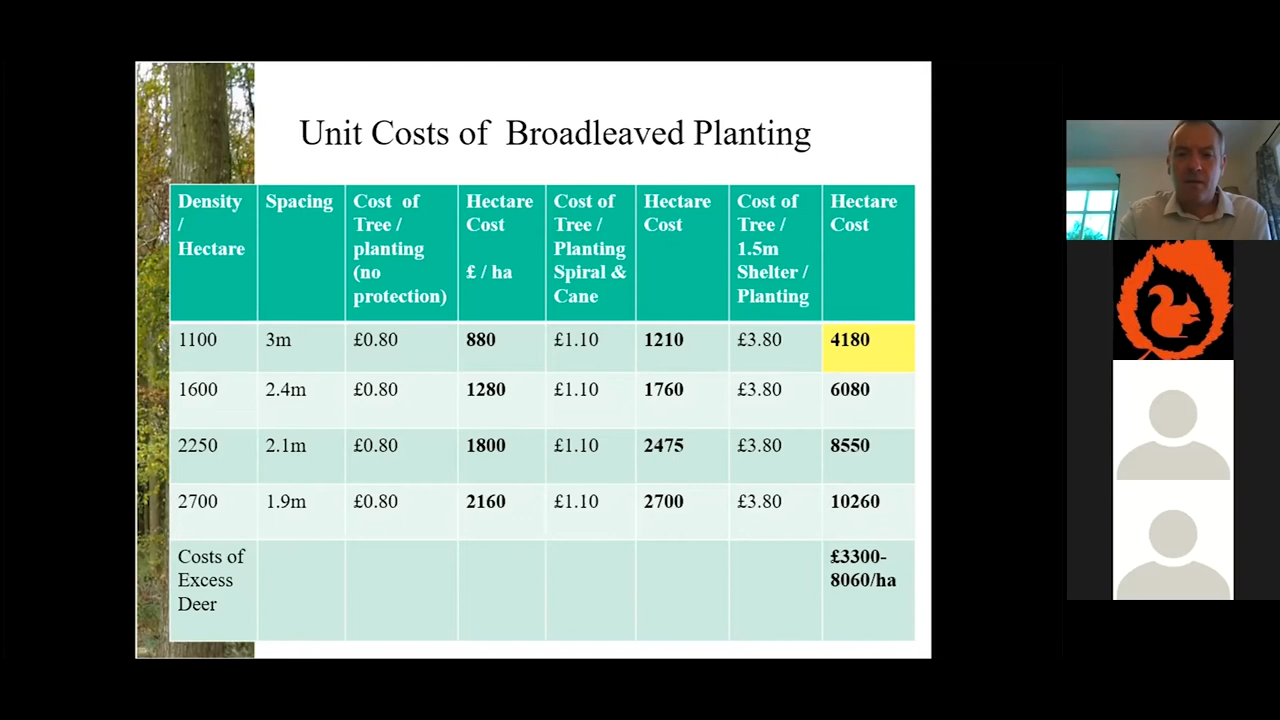 Unit Costs of Broadleaved Planting
Density / Hectare Spacing Cost of Tree / planting (no protection) Hectare Cost £ / ha Cost of Tree / Planting Spiral & Cane Hectare Cost Cost of Tree / 1.5m Shelter / Planting Hectare Cost
1100 3m £0.80 880 £1.10 1210 £3.80 4180
1600 2.4m £0.80 1280 £1.10 1760 £3.80 6080
2250 2.1m £0.80 1800 £1.10 2475 £3.80 8550
2700 1.9m £0.80 2160 £1.10 2700 £3.80 10260
Costs of Excess Deer £3300-8060/ha